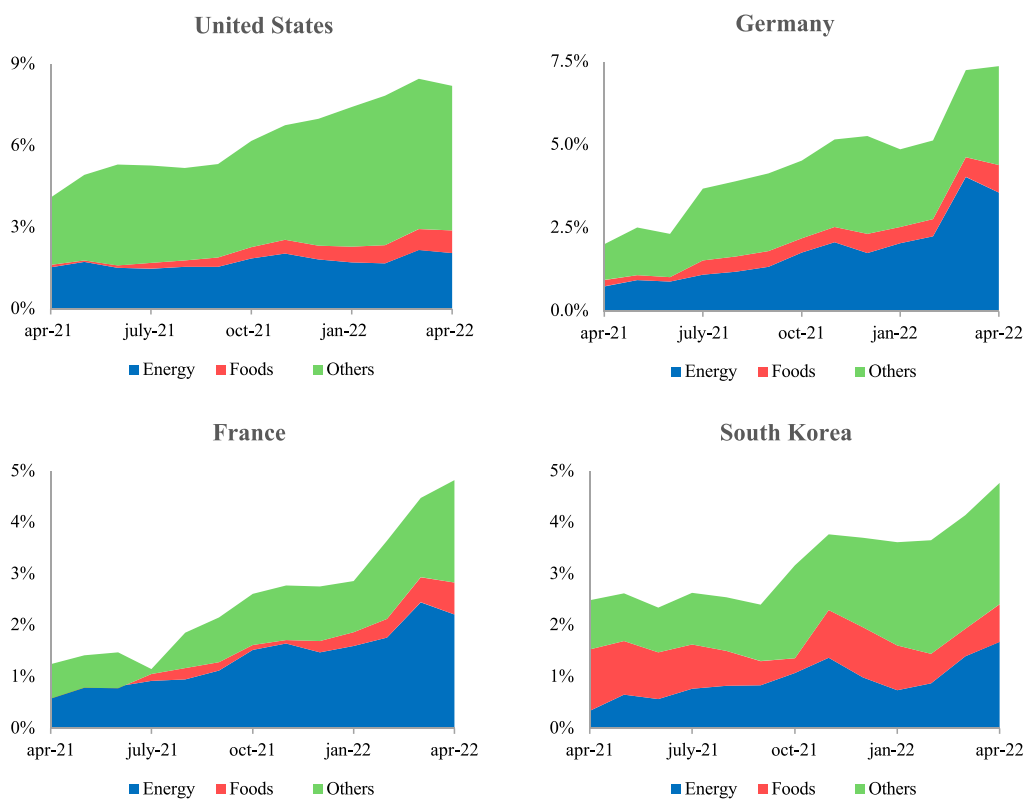 United States
9%
6%
3%
0%
apr-21 july-21 oct-21 jan-22 apr-22
Energy Foods Others
Germany
7.5%
5.0%
2.5%
0.0%
apr-21 july-21 oct-21 jan-22 apr-22
Energy Foods Others
France
5%
4%
3%
2%
1%
0%
apr-21 july-21 oct-21 jan-22 apr-22
Energy Foods Others
South Korea
5%
4%
3%
2%
1%
0%
apr-21 july-21 oct-21 jan-22 apr-22
Energy Foods Others